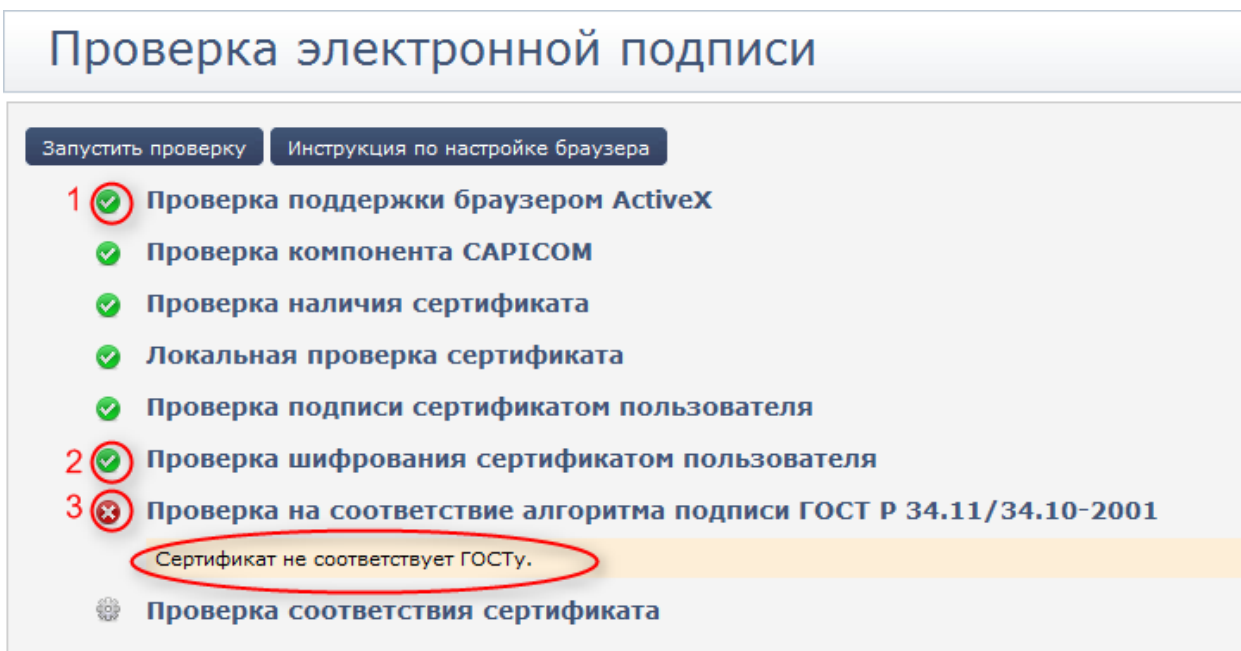 Проверка электронной подписи
Запустить проверку Инструкция по настройке браузера
1 Проверка поддержки браузером ActiveX
Проверка компонента CAPICOM
Проверка наличия сертификата
Локальная проверка сертификата
Проверка подписи сертификатом пользователя
2 Проверка шифрования сертификатом пользователя
3 Проверка на соответствие алгоритма подписи ГОСТ Р 34.11/34.10-2001
Сертификат не соответствует ГОСТу.
Проверка соответствия сертификата